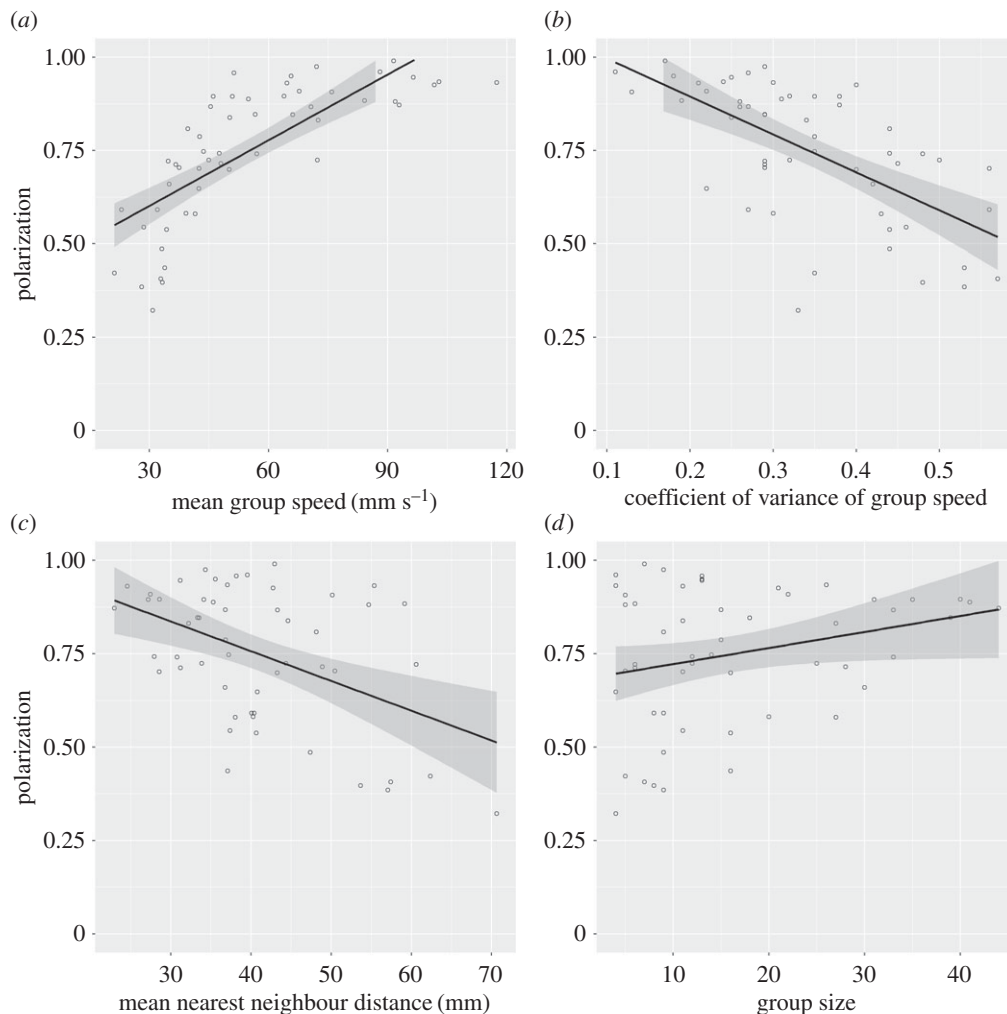 (a)
(b)
1.00
0.75
0.50
0.25
0
polarization
30 60 90 120
mean group speed (mm s⁻¹)
1.00
0.75
0.50
0.25
0
0.1 0.2 0.3 0.4 0.5
coefficient of variance of group speed
(c)
(d)
1.00
0.75
0.50
0.25
0
polarization
30 40 50 60 70
mean nearest neighbour distance (mm)
1.00
0.75
0.50
0.25
0
10 20 30 40
group size